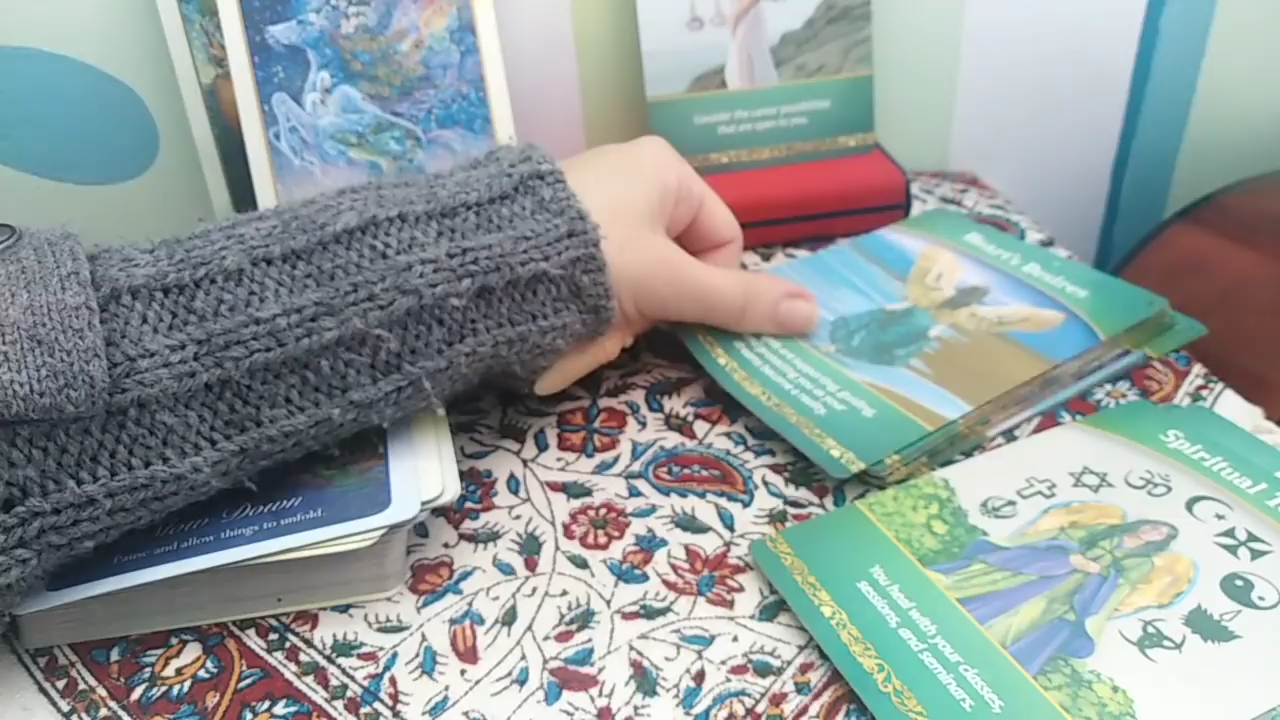 Consider the career possibilities
that are open to you.
Heart's Desires
Spiritual
You heal with your classes,
sessions, and seminars.
Slow Down
Pause and allow things to unfold.